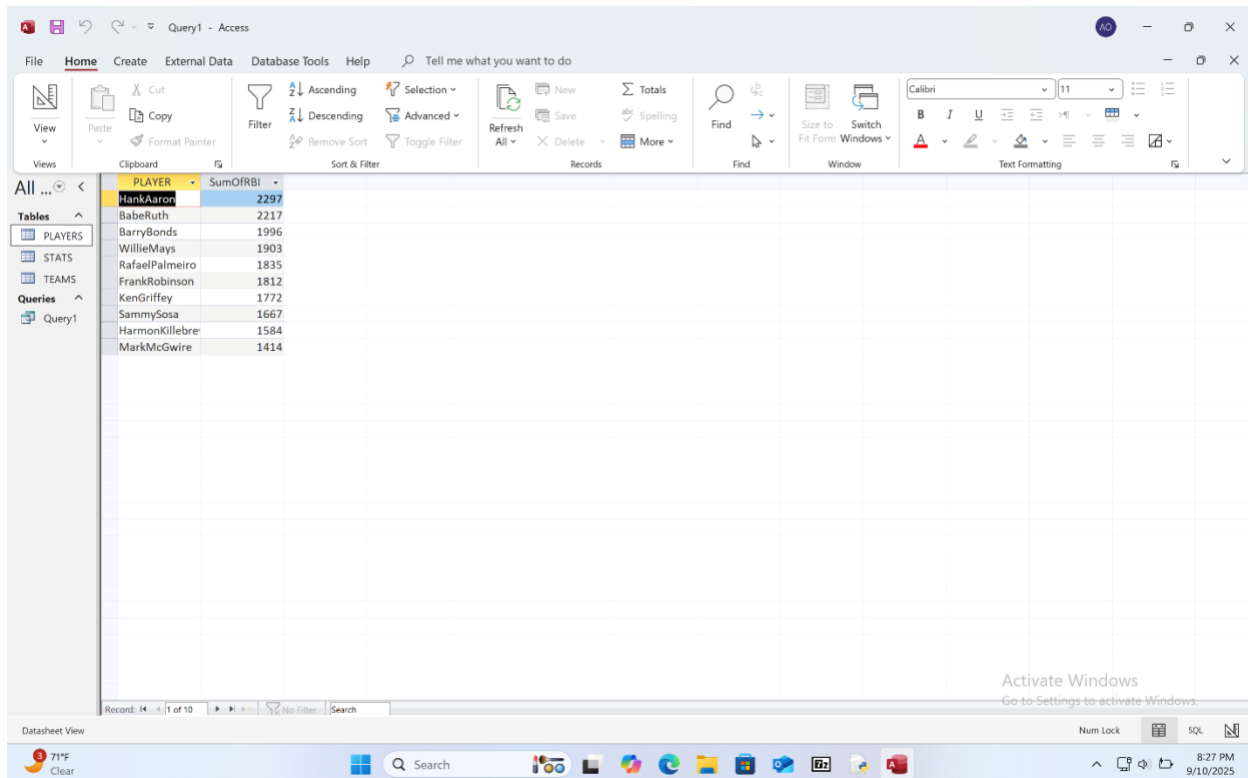 Query1 - Access
AO
File Home Create External Data Database Tools Help Tell me what you want to do
View
Views
Paste
Cut
Copy
Format Painter
Clipboard
Filter
Ascending
Descending
Remove Sort
Selection
Advanced
Toggle Filter
Sort & Filter
Refresh
All
New
Save
Delete
Totals
Spelling
More
Records
Find
Find
Size to
Fit Form
Switch
Windows
Window
Calibri 11
B I U
A
Text Formatting
All ...
Tables
PLAYERS
STATS
TEAMS
Queries
Query1
PLAYER SumOfRBI
HankAaron 2297
BabeRuth 2217
BarryBonds 1996
WillieMays 1903
RafaelPalmeiro 1835
FrankRobinson 1812
KenGriffey 1772
SammySosa 1667
HarmonKillebre 1584
MarkMcGwire 1414
Activate Windows
Go to Settings to activate Windows.
Record: 1 of 10 No Filter Search
Datasheet View Num Lock SQL
3 71°F
Clear
Search
8:27 PM
9/10/2025